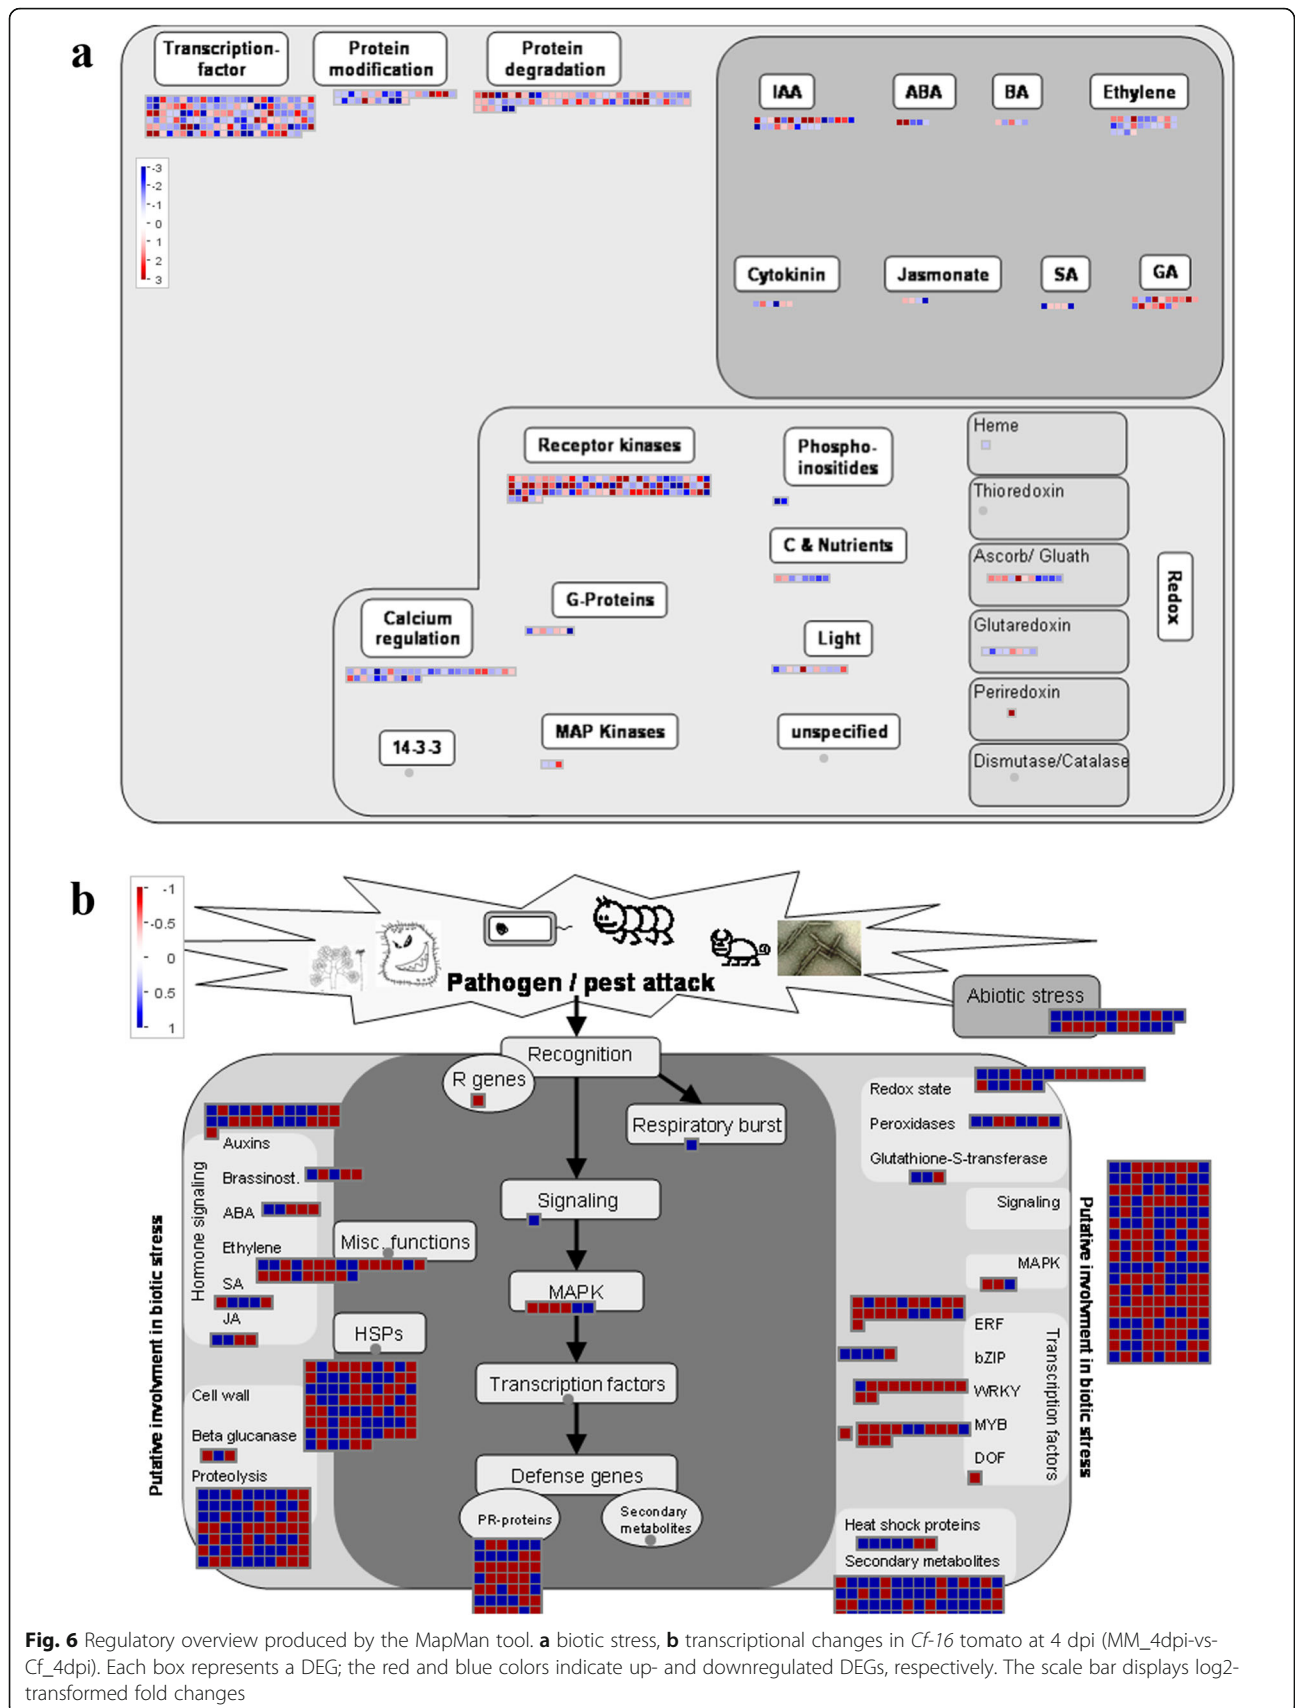 a
Transcription-
factor
Protein
modification
Protein
degradation
IAA
ABA
BA
Ethylene
-3
-2
-1
0
1
2
3
Cytokinin
Jasmonate
SA
GA
Receptor kinases
Phospho-
inositides
Heme
Thioredoxin
C & Nutrients
Ascorb/ Gluath
Redox
G-Proteins
Calcium
regulation
Light
Glutaredoxin
Periredoxin
14-3-3
MAP Kinases
unspecified
Dismutase/Catalase
b
-1
-0.5
0
0.5
1
Pathogen / pest attack
Abiotic stress
Recognition
R genes
Respiratory burst
Redox state
Peroxidases
Glutathione-S-transferase
Auxins
Brassinost.
ABA
Ethylene
SA
JA
Hormone signaling
Putative involvment in biotic stress
Misc. functions
Signaling
Signaling
MAPK
MAPK
HSPs
ERF
bZIP
WRKY
MYB
DOF
Transcription factors
Putative involvment in biotic stress
Cell wall
Transcription factors
Beta glucanase
Proteolysis
Defense genes
PR-proteins
Secondary
metabolites
Heat shock proteins
Secondary metabolites
Fig. 6 Regulatory overview produced by the MapMan tool. a biotic stress, b transcriptional changes in Cf-16 tomato at 4 dpi (MM_4dpi-vs-
Cf_4dpi). Each box represents a DEG; the red and blue colors indicate up- and downregulated DEGs, respectively. The scale bar displays log2-
transformed fold changes